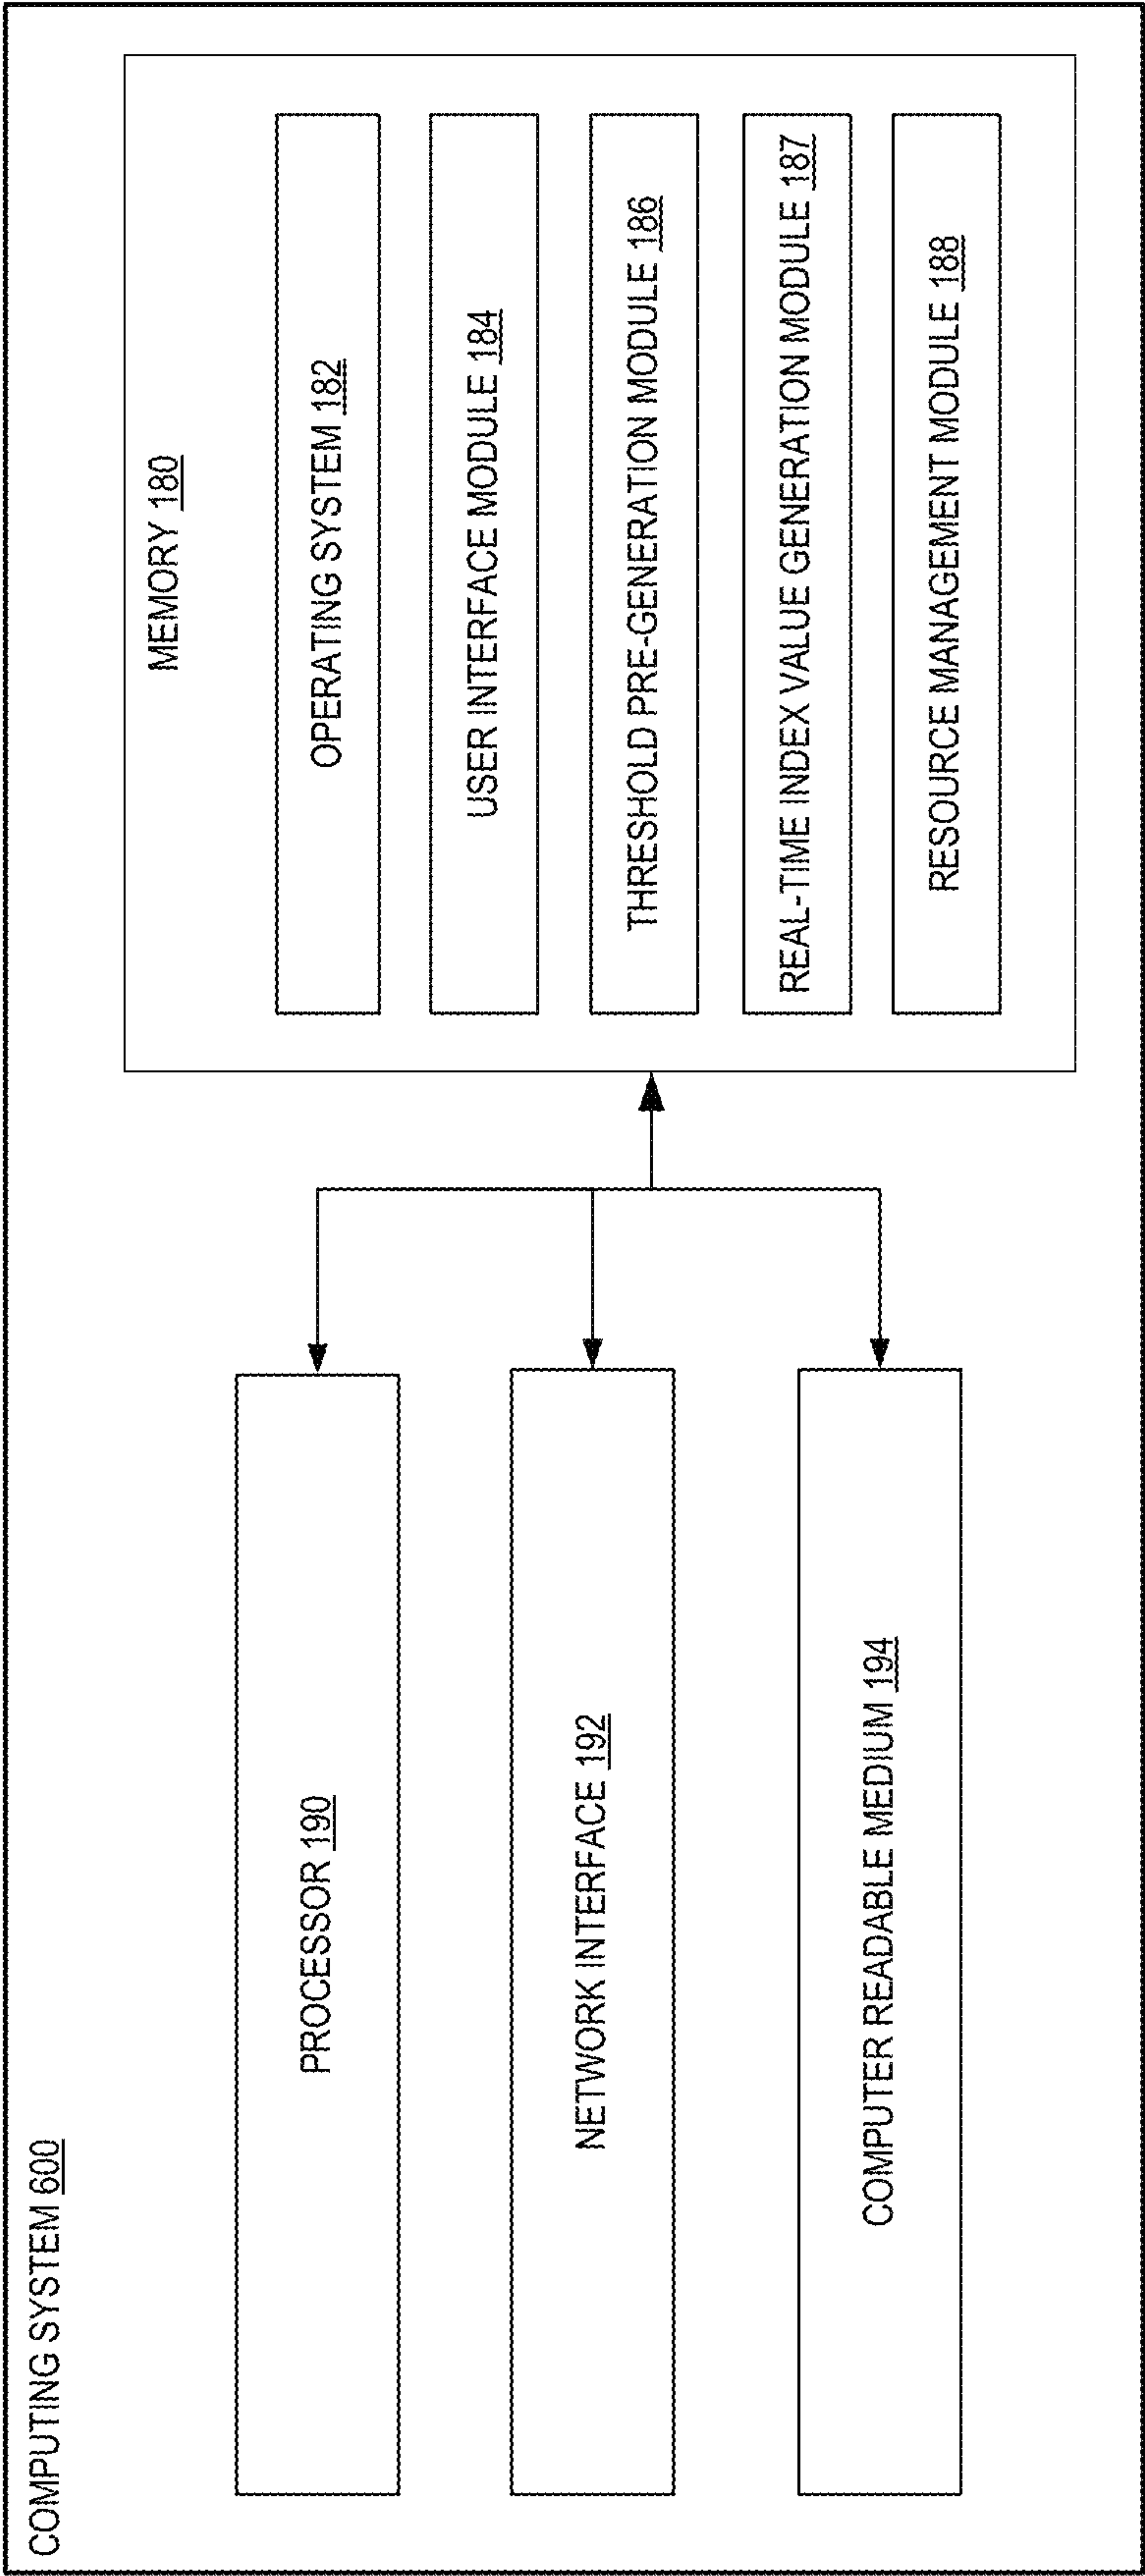 COMPUTING SYSTEM 600
PROCESSOR 190
NETWORK INTERFACE 192
COMPUTER READABLE MEDIUM 194
MEMORY 180
OPERATING SYSTEM 182
USER INTERFACE MODULE 184
THRESHOLD PRE-GENERATION MODULE 186
REAL-TIME INDEX VALUE GENERATION MODULE 187
RESOURCE MANAGEMENT MODULE 188